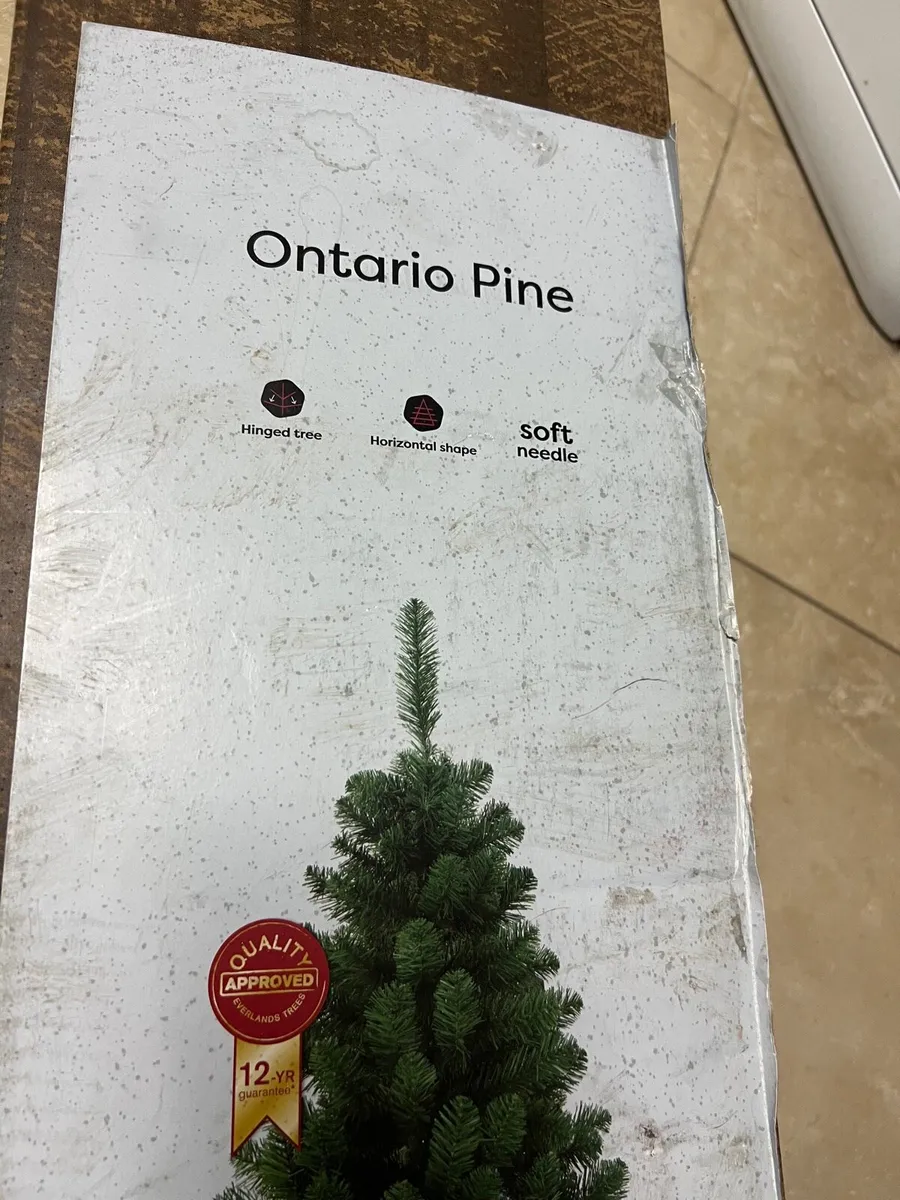 Ontario Pine
Hinged tree
Horizontal shape
soft
needle
QUALITY
APPROVED
EVERLANDS TREES
12-YR
guarantee*